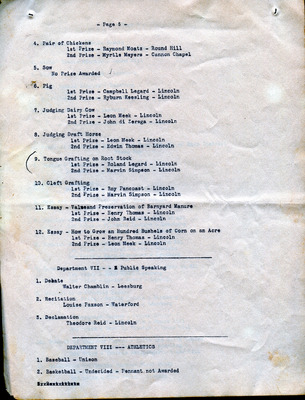 - Page 5 -
4. Pair of Chickens
1st Prize - Raymond Moatz - Round Hill
2nd Prize - Myrtle Meyers - Cannon Chapel
5. Sow
No Prize Awarded
6. Pig
1st Prize - Campbell Legard - Lincoln
2nd Prize - Ryburn Keesling - Lincoln
7. Judging Dairy Cow
1st Prize - Leon Meek - Lincoln
2nd Prize - John di Zerega - Lincoln
8. Judging Draft Horse
1st Prize - Leon Meek - Lincoln
2nd Prize - Edwin Thomas - Lincoln
9. Tongue Grafting on Root Stock
1st Prize - Roland Legard - Lincoln
2nd Prize - Marvin Simpson - Lincoln
10. Cleft Grafting
1st Prize - Roy Pancoast - Lincoln
2nd Prize - Marvin Simpson - Lincoln
11. Essay - Value and Preservation of Barnyard Manure
1st Prize - Henry Thomas - Lincoln
2nd Prize - John Reid - Lincoln
12. Essay - How to Grow an Hundred Bushels of Corn on an Acre
1st Prize - Henry Thomas - Lincoln
2nd Prize - Leon Meek - Lincoln
Department VII -- Public Speaking
1. Debate
Walter Chamblin - Leesburg
2. Recitation
Louise Paxson - Waterford
3. Declamation
Theodore Reid - Lincoln
DEPARTMENT VIII --- ATHLETICS
1. Baseball - Unison
2. Basketball - Undecided - Pennant not Awarded